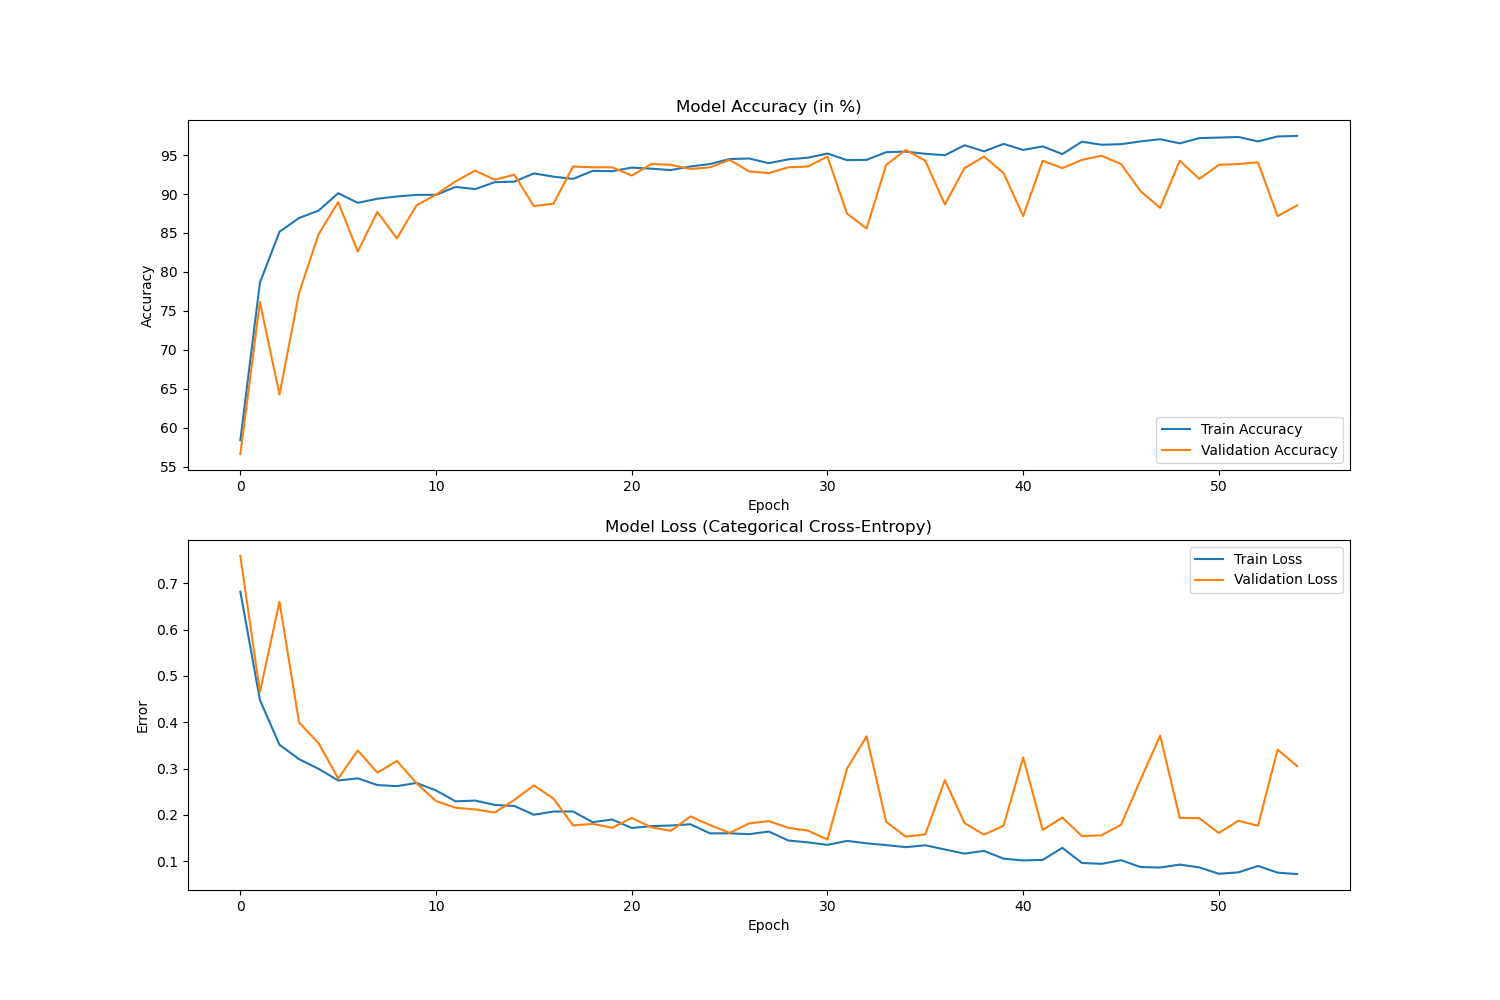 Model Accuracy (in %)
95
90
85
80
75
70
65
60
55
Accuracy
Train Accuracy
Validation Accuracy
0 10 20 30 40 50
Epoch
Model Loss (Categorical Cross-Entropy)
0.7
0.6
0.5
0.4
0.3
0.2
0.1
Error
Train Loss
Validation Loss
0 10 20 30 40 50
Epoch